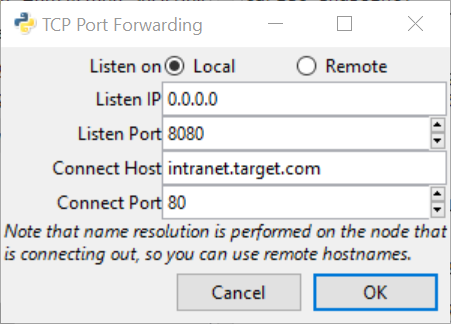 TCP Port Forwarding
Listen on Local Remote
Listen IP 0.0.0.0
Listen Port 8080
Connect Host intranet.target.com
Connect Port 80
Note that name resolution is performed on the node that
is connecting out, so you can use remote hostnames.
Cancel OK